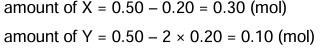 amount of X = 0.50 – 0.20 = 0.30 (mol)
amount of Y = 0.50 – 2 × 0.20 = 0.10 (mol)